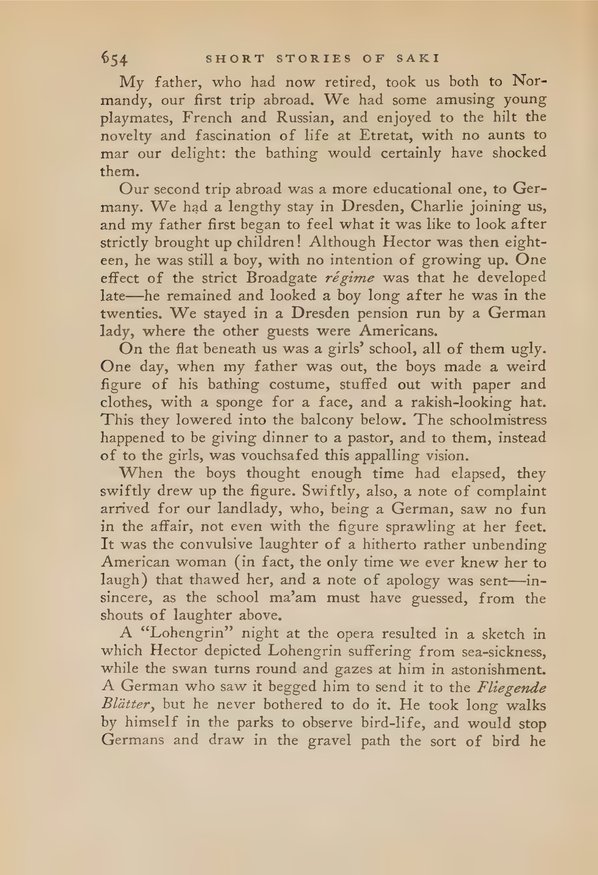 654 SHORT STORIES OF SAKI
My father, who had now retired, took us both to Nor-
mandy, our first trip abroad. We had some amusing young
playmates, French and Russian, and enjoyed to the hilt the
novelty and fascination of life at Etretat, with no aunts to
mar our delight: the bathing would certainly have shocked
them.
Our second trip abroad was a more educational one, to Ger-
many. We had a lengthy stay in Dresden, Charlie joining us,
and my father first began to feel what it was like to look after
strictly brought up children! Although Hector was then eight-
een, he was still a boy, with no intention of growing up. One
effect of the strict Broadgate régime was that he developed
late—he remained and looked a boy long after he was in the
twenties. We stayed in a Dresden pension run by a German
lady, where the other guests were Americans.
On the flat beneath us was a girls' school, all of them ugly.
One day, when my father was out, the boys made a weird
figure of his bathing costume, stuffed out with paper and
clothes, with a sponge for a face, and a rakish-looking hat.
This they lowered into the balcony below. The schoolmistress
happened to be giving dinner to a pastor, and to them, instead
of to the girls, was vouchsafed this appalling vision.
When the boys thought enough time had elapsed, they
swiftly drew up the figure. Swiftly, also, a note of complaint
arrived for our landlady, who, being a German, saw no fun
in the affair, not even with the figure sprawling at her feet.
It was the convulsive laughter of a hitherto rather unbending
American woman (in fact, the only time we ever knew her to
laugh) that thawed her, and a note of apology was sent—in-
sincere, as the school ma'am must have guessed, from the
shouts of laughter above.
A "Lohengrin" night at the opera resulted in a sketch in
which Hector depicted Lohengrin suffering from sea-sickness,
while the swan turns round and gazes at him in astonishment.
A German who saw it begged him to send it to the Fliegende
Blätter, but he never bothered to do it. He took long walks
by himself in the parks to observe bird-life, and would stop
Germans and draw in the gravel path the sort of bird he